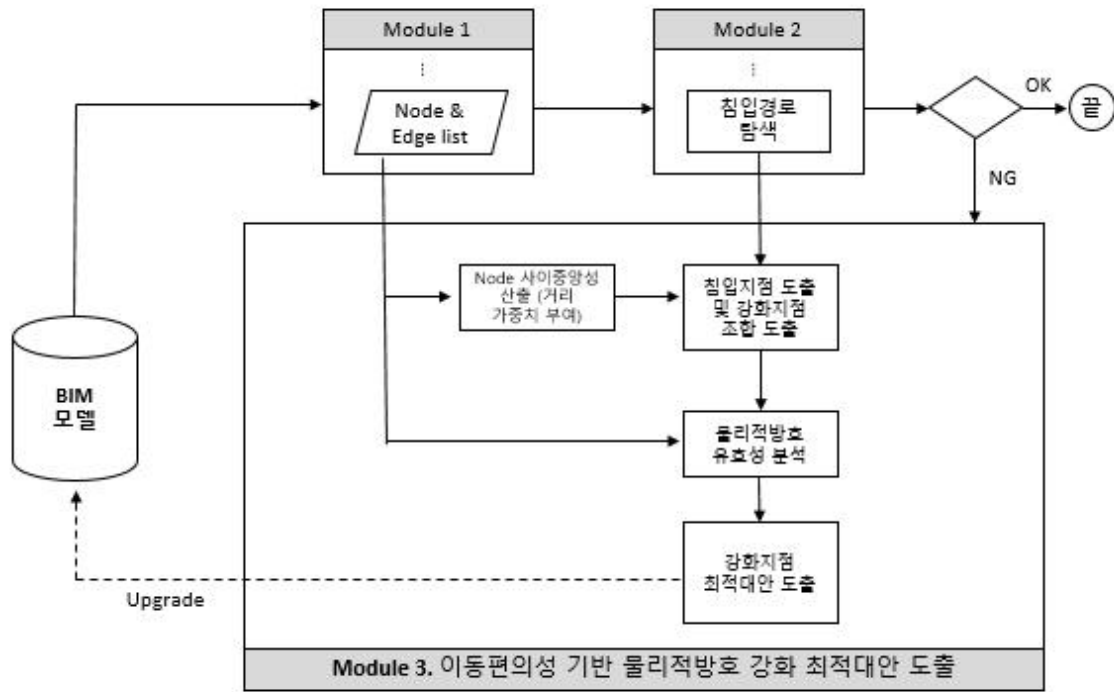 Module 1
⋮
Node &
Edge list
Module 2
⋮
침입경로
탐색
OK
끝
NG
Node 사이중앙성
산출 (거리
가중치 부여)
침입지점 도출
및 강화지점
조합 도출
BIM
모델
물리적방호
유효성 분석
강화지점
최적대안 도출
Upgrade
Module 3. 이동편의성 기반 물리적방호 강화 최적대안 도출